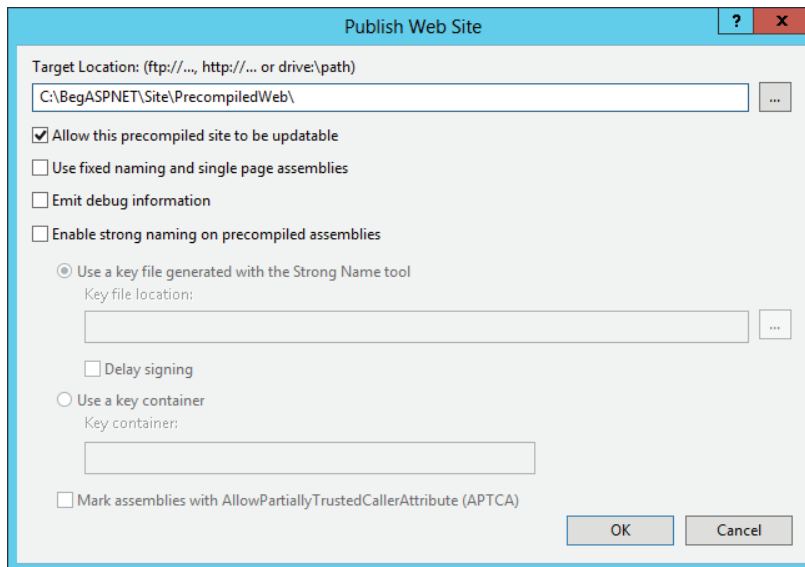 Publish Web Site
?
x
Target Location: (ftp://..., http://... or drive:\path)
C:\BegASPNET\Site\PrecompiledWeb\
...
Allow this precompiled site to be updatable
Use fixed naming and single page assemblies
Emit debug information
Enable strong naming on precompiled assemblies
Use a key file generated with the Strong Name tool
Key file location:
...
Delay signing
Use a key container
Key container:
Mark assemblies with AllowPartiallyTrustedCallerAttribute (APTCA)
OK
Cancel